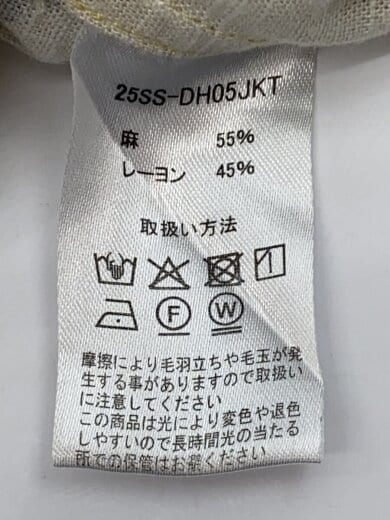 25SS-DH05JKT
麻 55%
レーヨン 45%
取扱い方法
F W
摩擦により毛羽立ちや毛玉が発
生する事がありますので取扱い
に注意してください
この商品は光により変色や退色
しやすいので長時間光の当たる
所での保管はお避けください